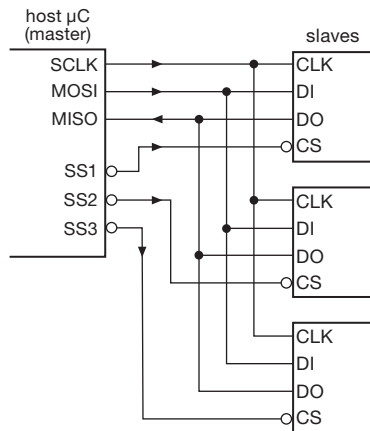 host µC
(master)
slaves
SCLK
MOSI
MISO
SS1
SS2
SS3
CLK
DI
DO
CS
CLK
DI
DO
CS
CLK
DI
DO
CS